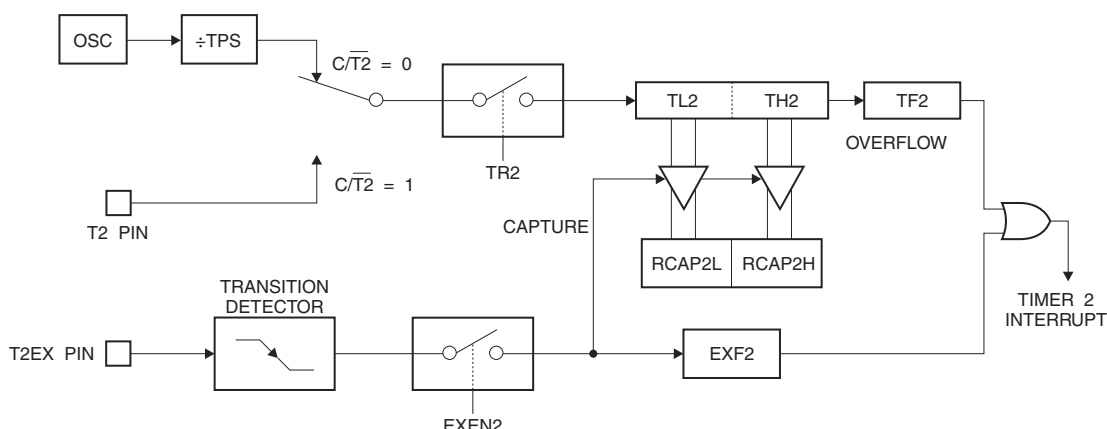 OSC
÷TPS
C/T2 = 0
TL2
TH2
TF2
OVERFLOW
TR2
C/T2 = 1
T2 PIN
CAPTURE
RCAP2L
RCAP2H
TRANSITION
DETECTOR
TIMER 2
INTERRUPT
T2EX PIN
EXF2
EXEN2